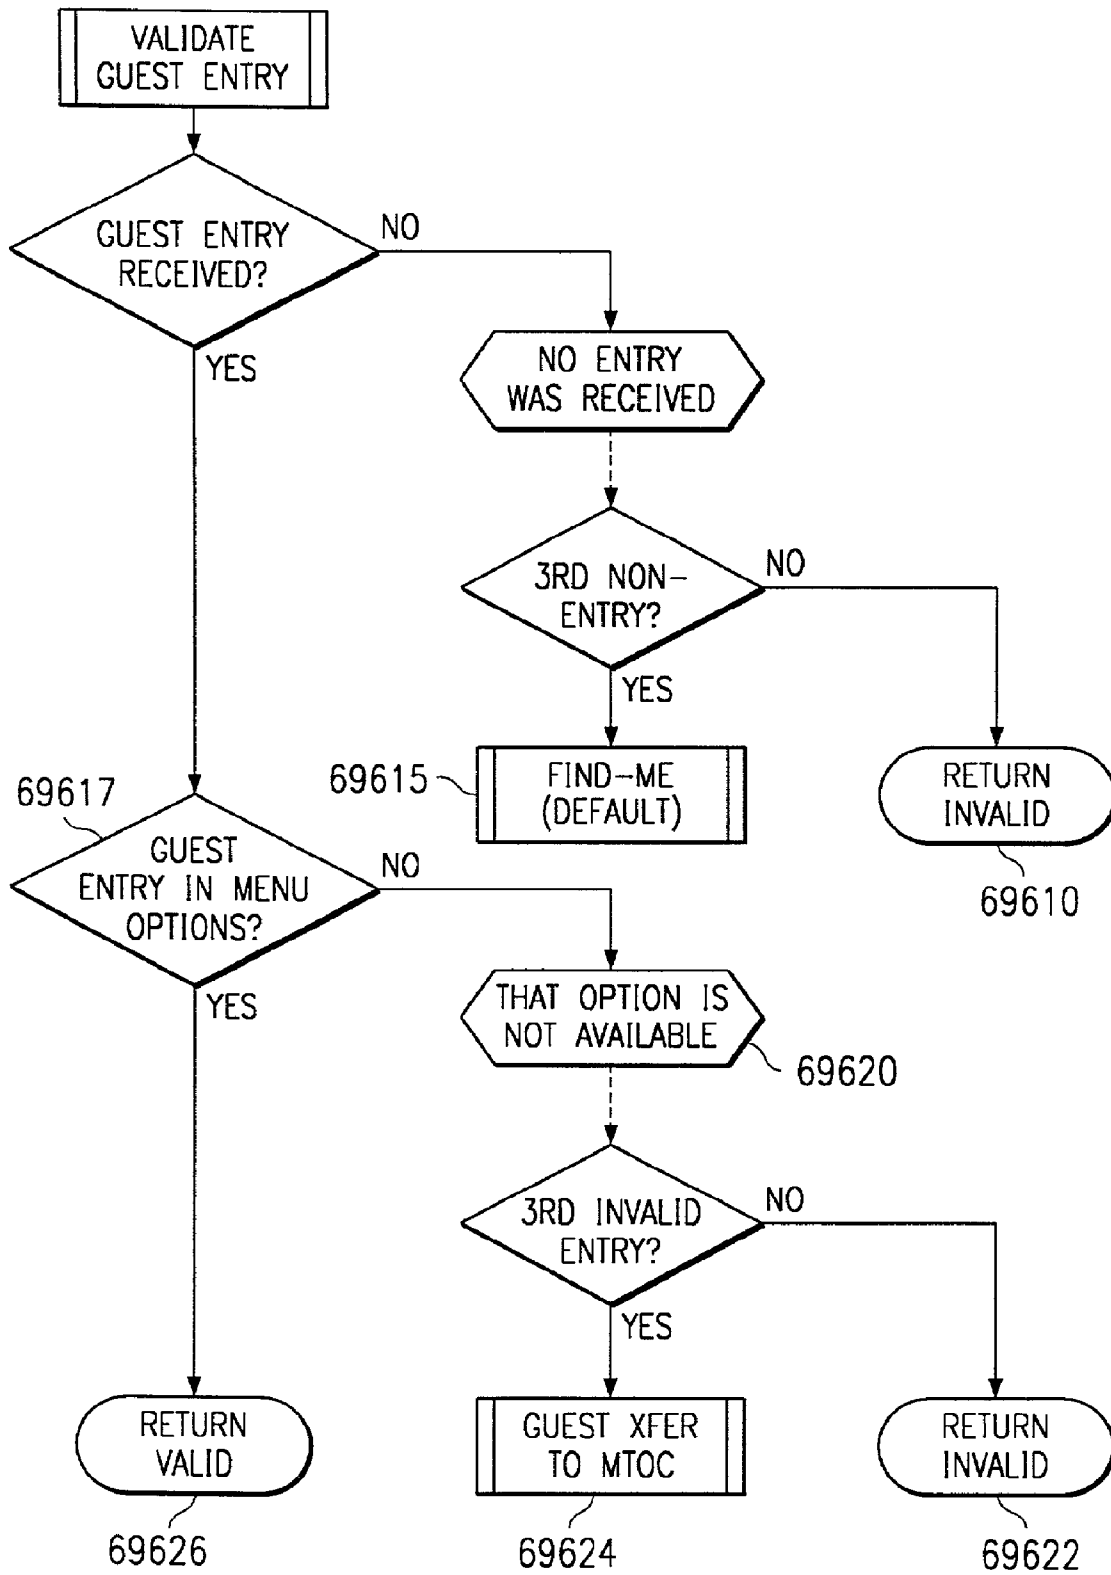 VALIDATE
GUEST ENTRY
GUEST ENTRY
RECEIVED?
NO
YES
NO ENTRY
WAS RECEIVED
3RD NON-
ENTRY?
NO
YES
69615
FIND-ME
(DEFAULT)
RETURN
INVALID
69610
69617
GUEST
ENTRY IN MENU
OPTIONS?
NO
YES
THAT OPTION IS
NOT AVAILABLE
69620
3RD INVALID
ENTRY?
NO
YES
RETURN
VALID
69626
GUEST XFER
TO MTOC
69624
RETURN
INVALID
69622